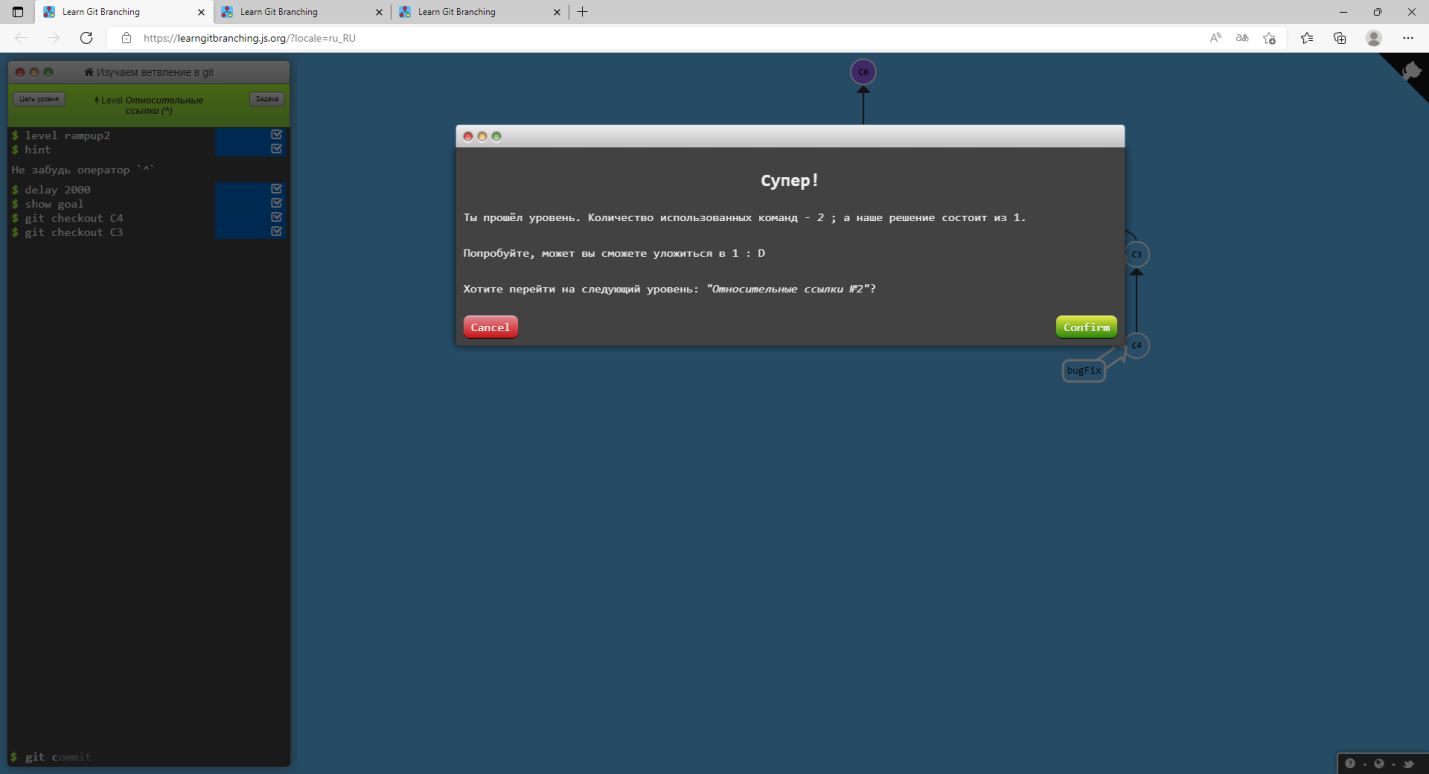 Learn Git Branching
Learn Git Branching
Learn Git Branching
https://learngitbranching.js.org/?locale=ru_RU
Изучаем ветвление в git
Цель уровня
Level Относительные
ссылки (^)
Задача
$ level rampup2
$ hint
Не забудь оператор `^`
$ delay 2000
$ show goal
$ git checkout C4
$ git checkout C3
$ git commit
C0
Супер!
Ты прошёл уровень. Количество использованных команд - 2 ; а наше решение состоит из 1.
Попробуйте, может вы сможете уложиться в 1 : D
Хотите перейти на следующий уровень: "Относительные ссылки №2"?
Cancel
Confirm
C3
C4
bugFix